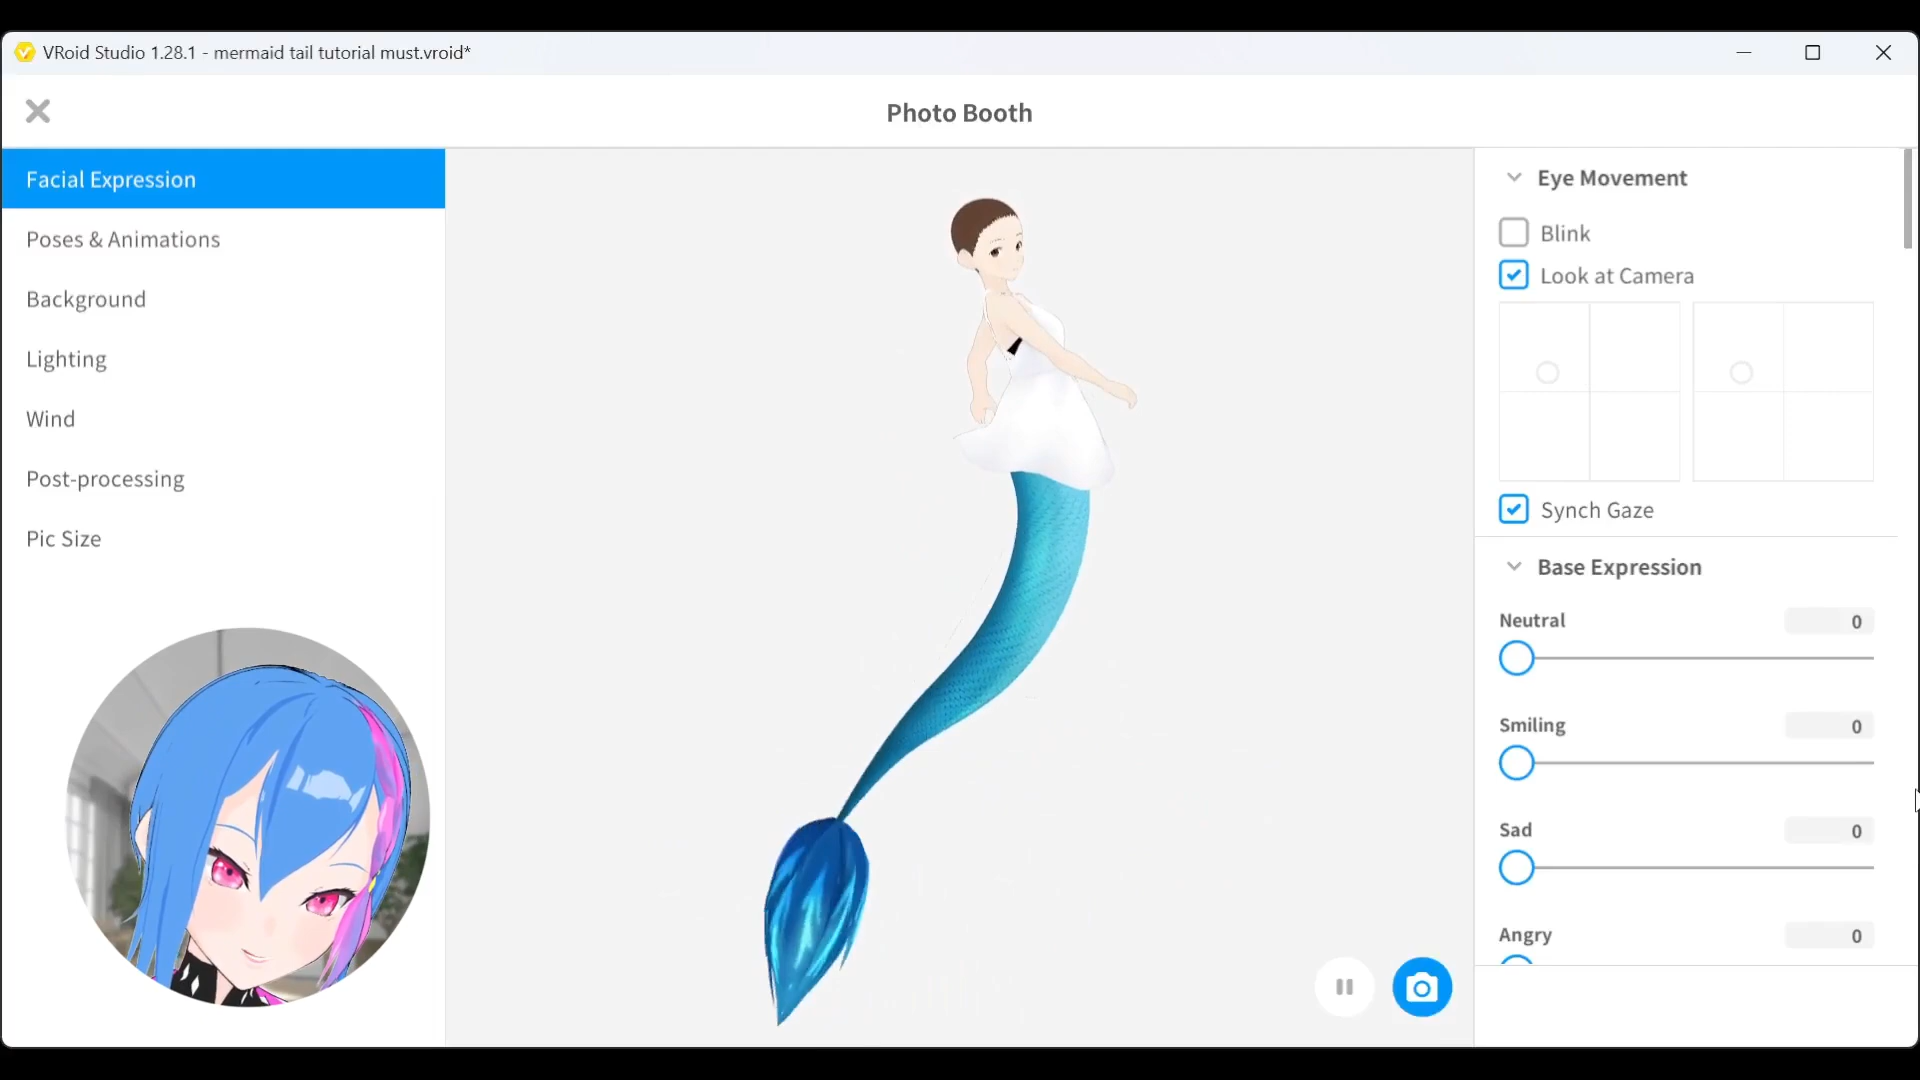 VRoid Studio 1.28.1 - mermaid tail tutorial must.vroid*
Photo Booth
Facial Expression
Poses & Animations
Background
Lighting
Wind
Post-processing
Pic Size
Eye Movement
Blink
Look at Camera
Synch Gaze
Base Expression
Neutral 0
Smiling 0
Sad 0
Angry 0